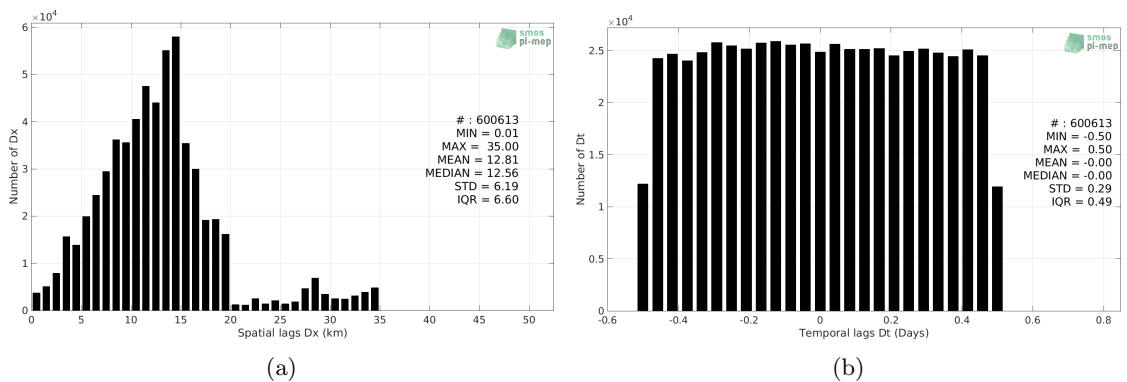 ×10⁴
6
5
4
3
2
1
0
Number of Dx
smos
pi-mep
# : 600613
MIN = 0.01
MAX = 35.00
MEAN = 12.81
MEDIAN = 12.56
STD = 6.19
IQR = 6.60
0 5 10 15 20 25 30 35 40 45 50
Spatial lags Dx (km)
(a)
×10⁴
2.5
2
1.5
1
0.5
0
Number of Dt
smos
pi-mep
# : 600613
MIN = -0.50
MAX = 0.50
MEAN = -0.00
MEDIAN = -0.00
STD = 0.29
IQR = 0.49
-0.6 -0.4 -0.2 0 0.2 0.4 0.6 0.8
Temporal lags Dt (Days)
(b)